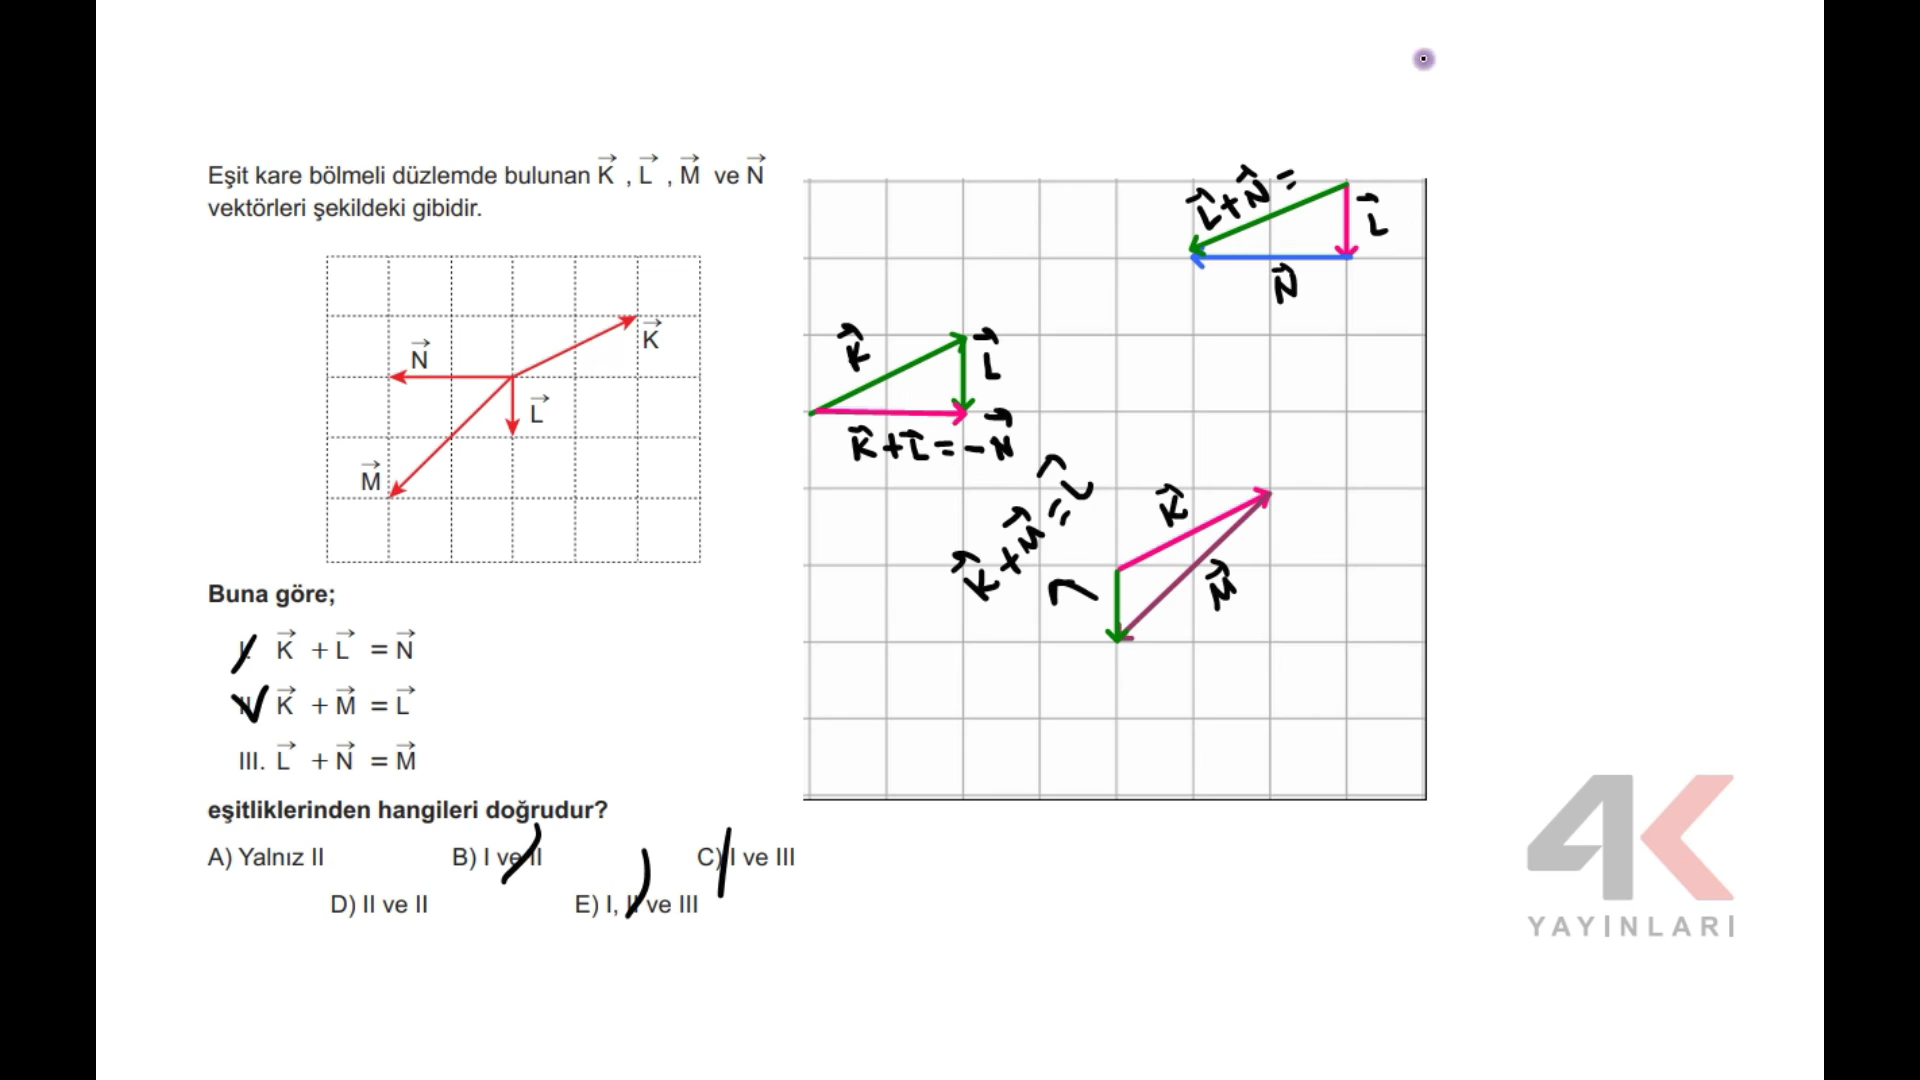 Eşit kare bölmeli düzlemde bulunan K , L , M ve N
vektörleri şekildeki gibidir.
N
K
L
M
Buna göre;
I. K + L = N
K + M = L
III. L + N = M
eşitliklerinden hangileri doğrudur?
A) Yalnız II
B) I ve II
C) I ve III
D) II ve II
E) I, II ve III
L+N=
L
N
K
L
K+L=-N
K+M=L
K
M
4K
YAYINLARI